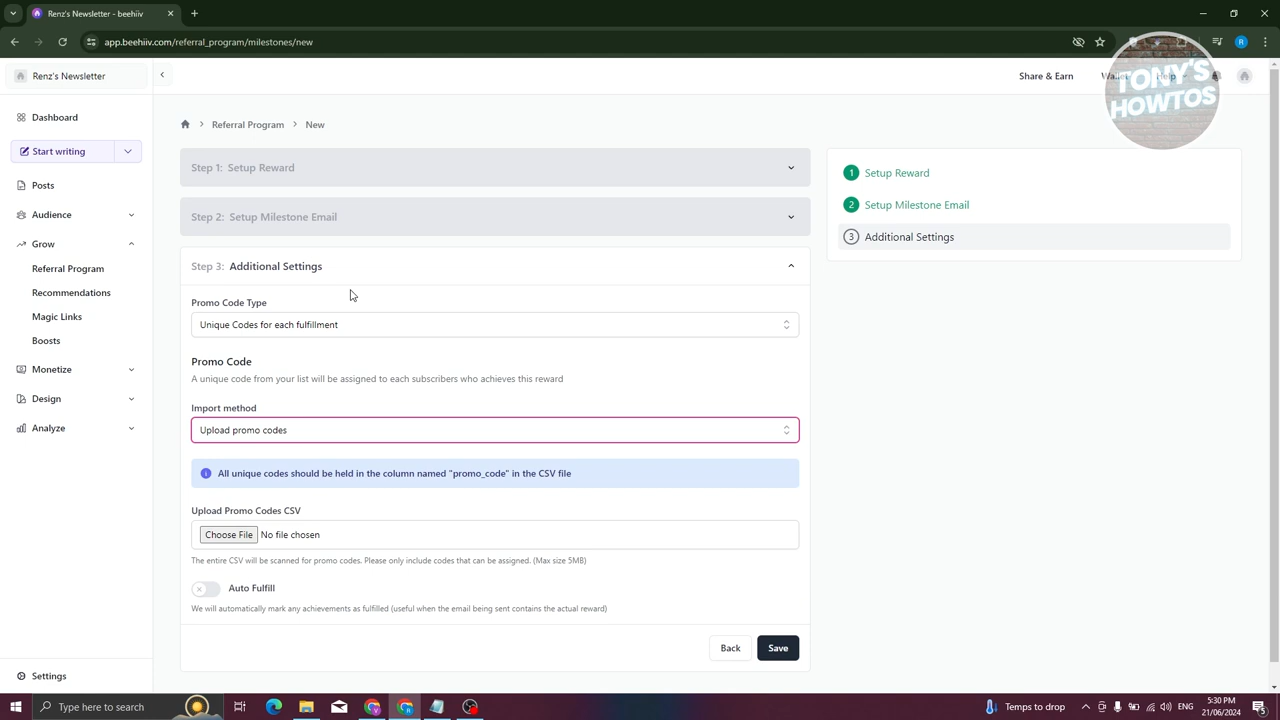 Renz's Newsletter - beehiiv
app.beehiiv.com/referral_program/milestones/new
R
Renz's Newsletter
Share & Earn
Wallet
Help
TONY'S
HOWTOS
Dashboard
Start writing
Posts
Audience
Grow
Referral Program
Recommendations
Magic Links
Boosts
Monetize
Design
Analyze
Settings
Referral Program
New
Step 1: Setup Reward
Step 2: Setup Milestone Email
Step 3: Additional Settings
Promo Code Type
Unique Codes for each fulfillment
Promo Code
A unique code from your list will be assigned to each subscribers who achieves this reward
Import method
Upload promo codes
All unique codes should be held in the column named "promo_code" in the CSV file
Upload Promo Codes CSV
Choose File No file chosen
The entire CSV will be scanned for promo codes. Please only include codes that can be assigned. (Max size 5MB)
Auto Fulfill
We will automatically mark any achievements as fulfilled (useful when the email being sent contains the actual reward)
Back
Save
1 Setup Reward
2 Setup Milestone Email
3 Additional Settings
Type here to search
Temps to drop
ENG
5:30 PM
21/06/2024